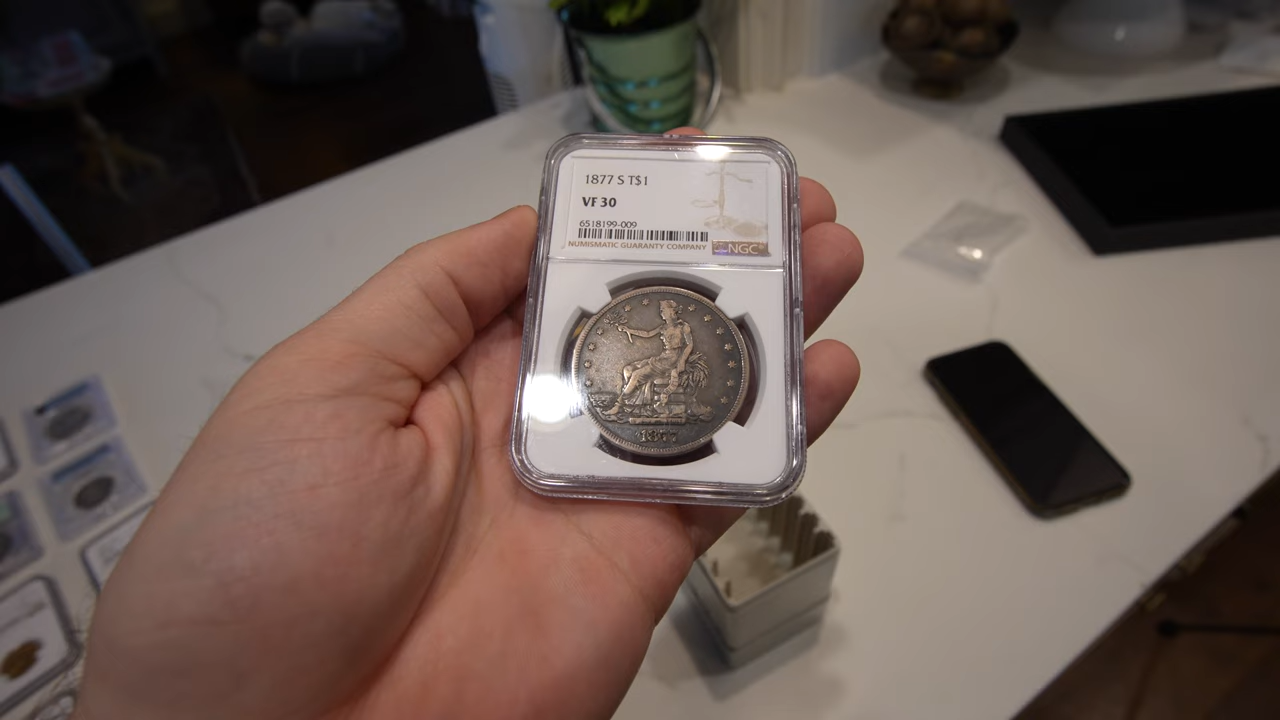 1877 S T$1
VF 30
6518199-009
NUMISMATIC GUARANTY COMPANY
NGC
1877